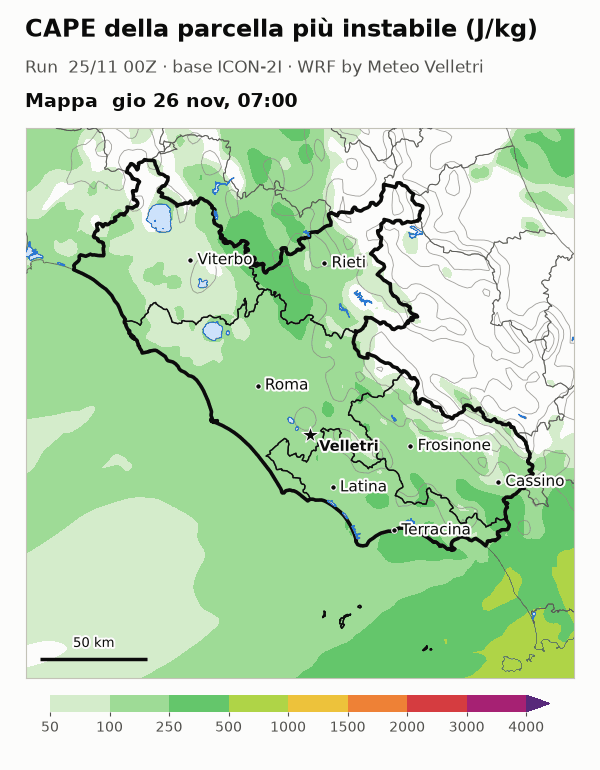 CAPE della parcella più instabile (J/kg)
Run  25/11 00Z · base ICON-2I · WRF by Meteo Velletri
Mappa  gio 26 nov, 07:00
Viterbo
Rieti
Roma
Velletri
Frosinone
Cassino
Latina
Terracina
50 km
50 100 250 500 1000 1500 2000 3000 4000